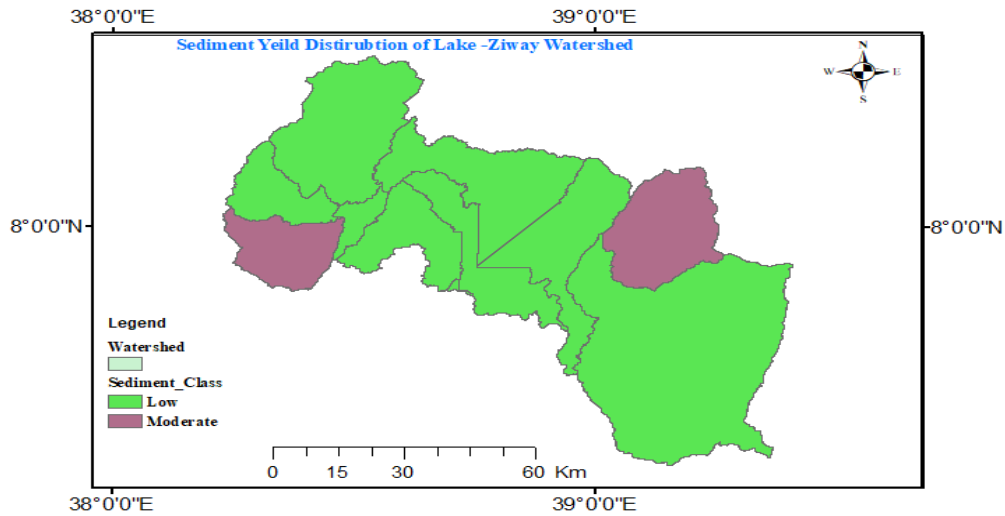 38°0'0"E 39°0'0"E
Sediment Yeild Distirubtion of Lake -Ziway Watershed
N
W E
S
8°0'0"N 8°0'0"N
Legend
Watershed
Sediment_Class
Low
Moderate
0 15 30 60 Km
38°0'0"E 39°0'0"E